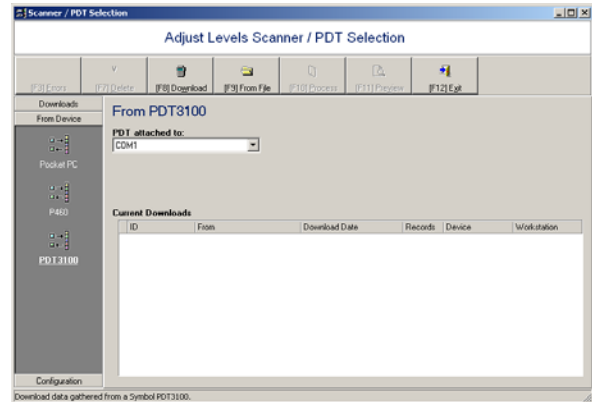 Scanner / PDT Selection
Adjust Levels Scanner / PDT Selection
[F3] Errors [F7] Delete [F8] Download [F9] From File [F10] Process [F11] Preview [F12] Exit
Downloads
From Device
Pocket PC
P460
PDT3100
Configuration
From PDT3100
PDT attached to:
COM1
Current Downloads
ID From Download Date Records Device Workstation
Download data gathered from a Symbol PDT3100.